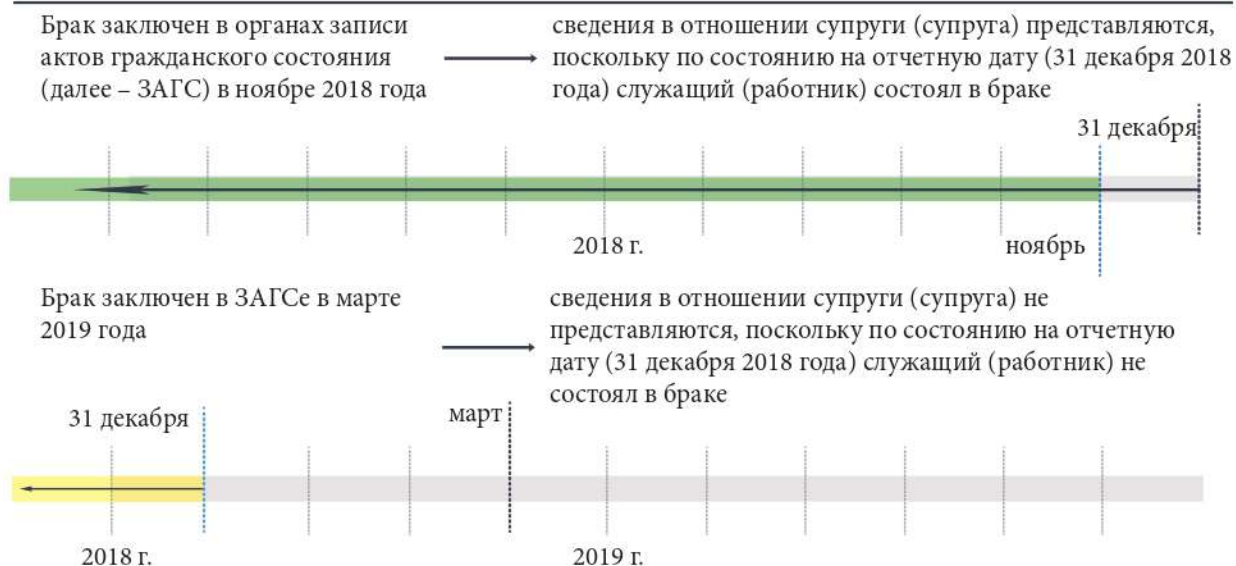 Брак заключен в органах записи
актов гражданского состояния
(далее – ЗАГС) в ноябре 2018 года
сведения в отношении супруги (супруга) представляются,
поскольку по состоянию на отчетную дату (31 декабря 2018
года) служащий (работник) состоял в браке
31 декабря
2018 г.
ноябрь
Брак заключен в ЗАГСе в марте
2019 года
сведения в отношении супруги (супруга) не
представляются, поскольку по состоянию на отчетную
дату (31 декабря 2018 года) служащий (работник) не
состоял в браке
31 декабря
март
2018 г.
2019 г.